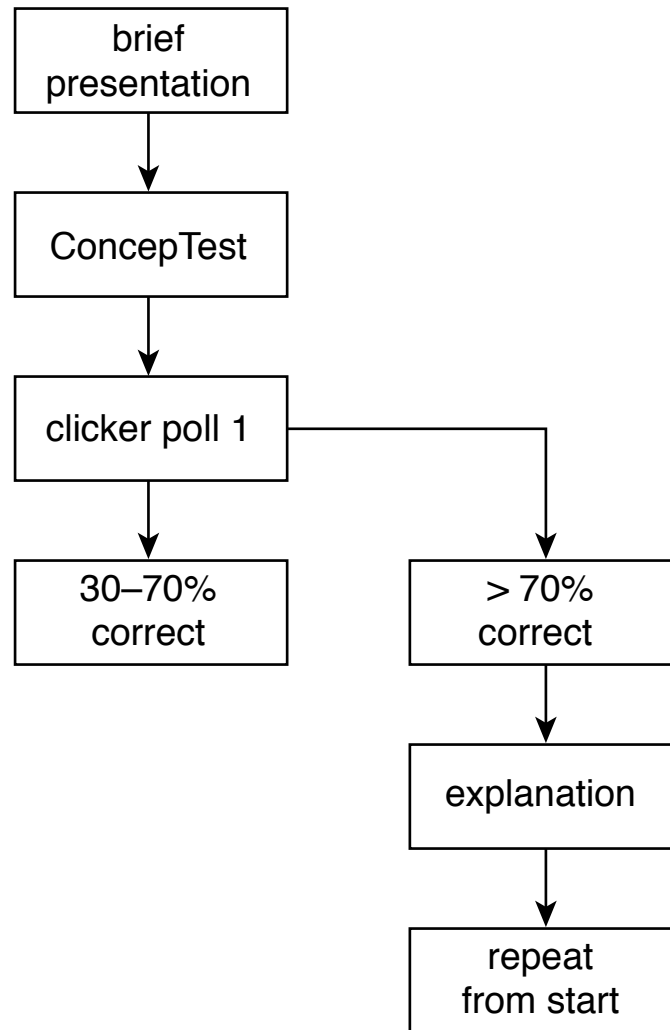 brief
presentation
ConcepTest
clicker poll 1
30–70%
correct
> 70%
correct
explanation
repeat
from start